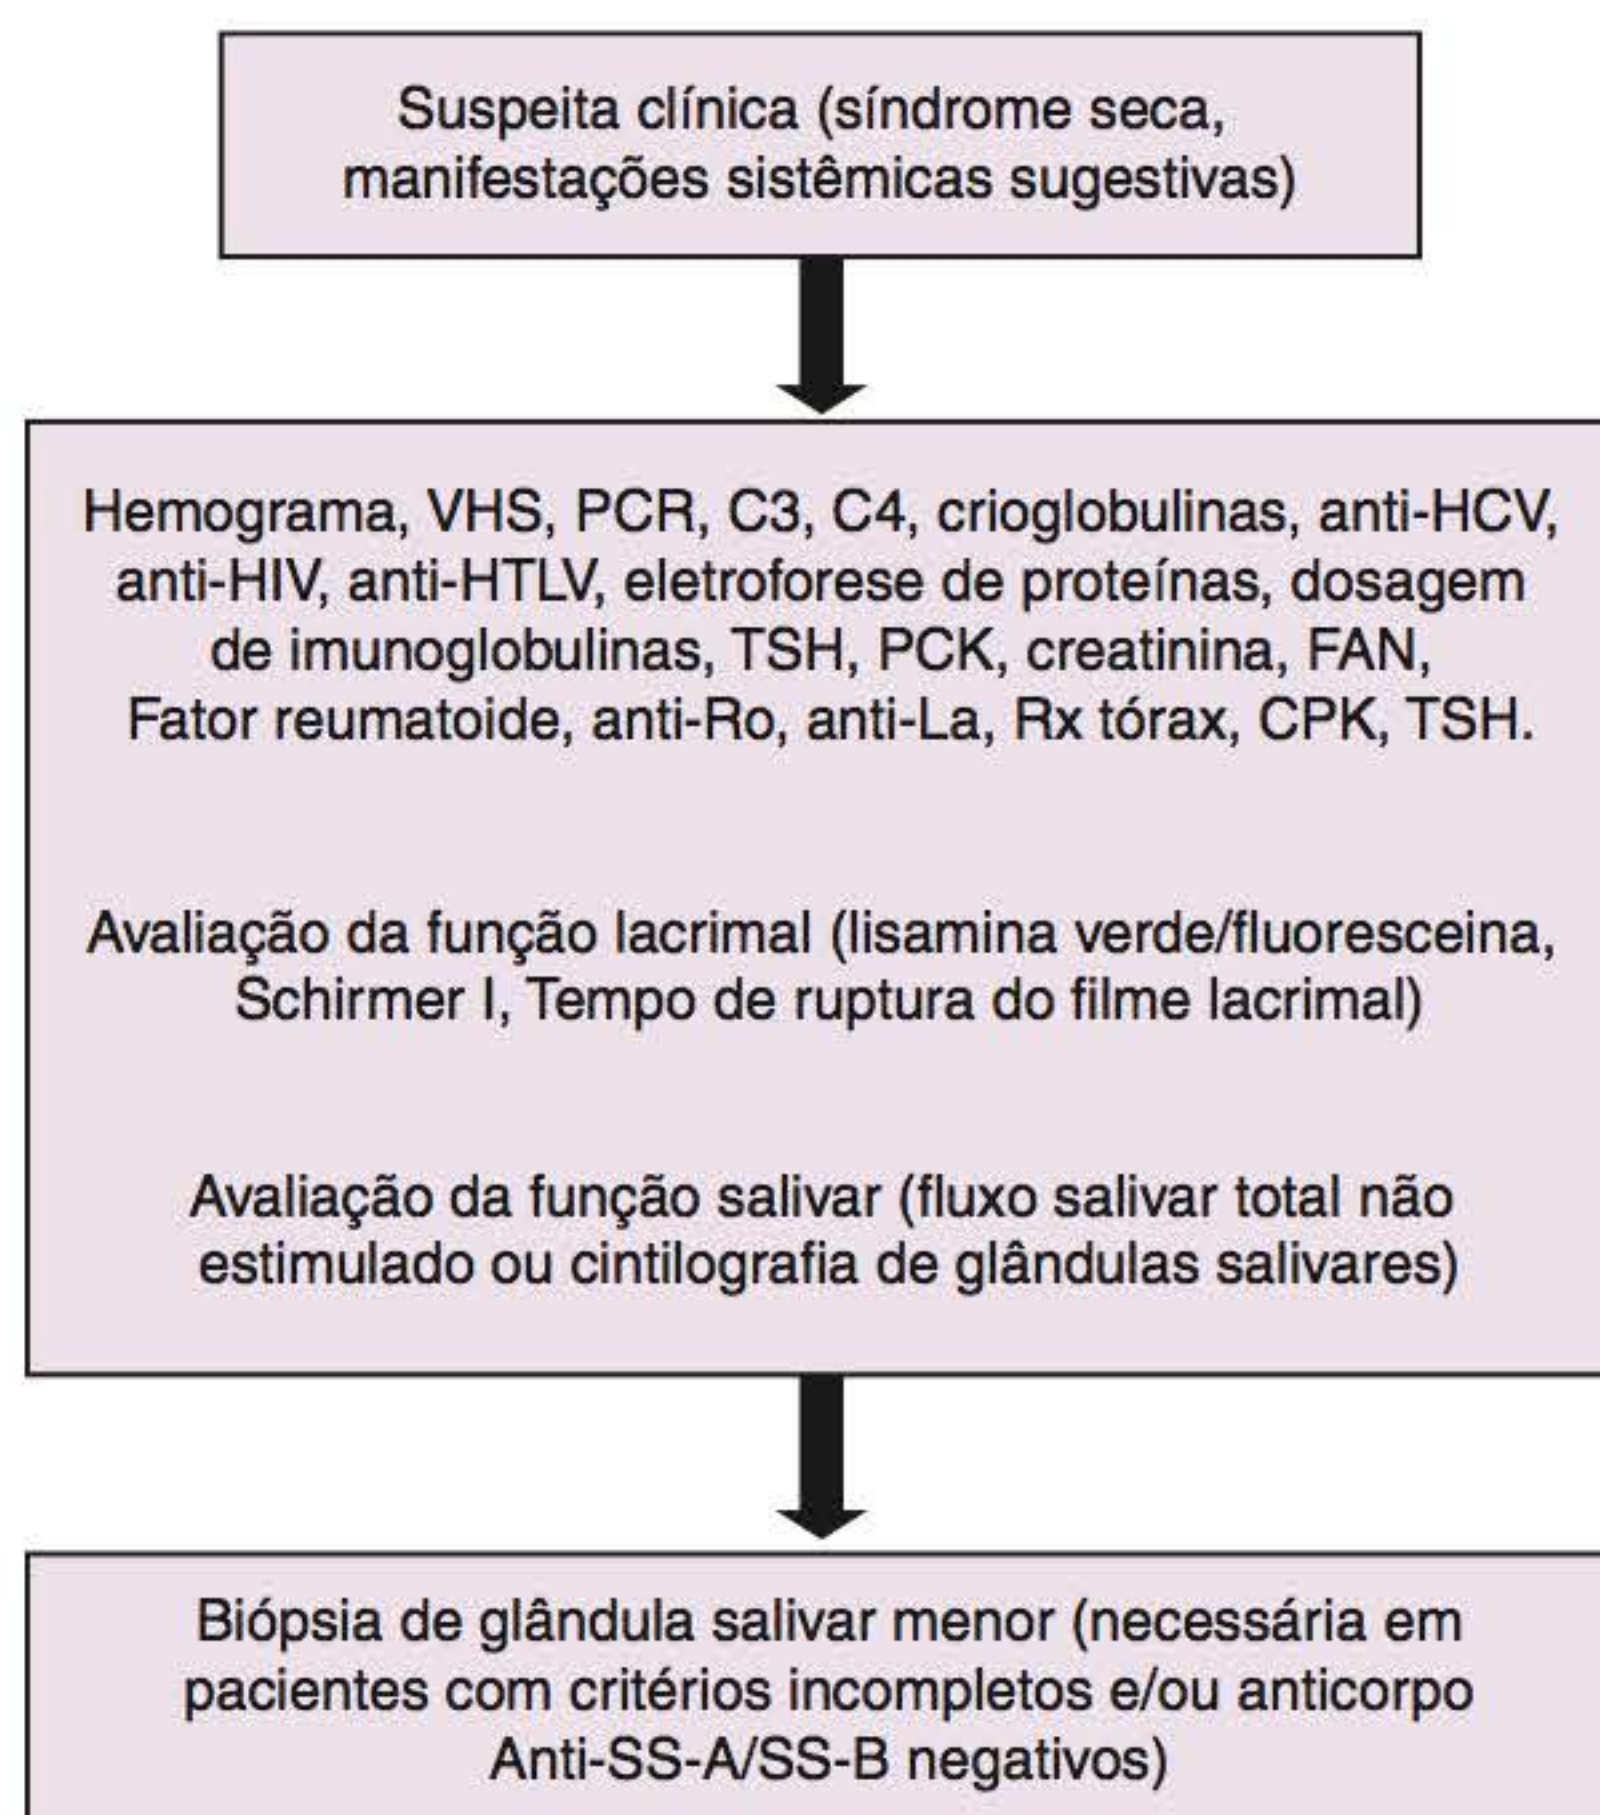 Suspeita clínica (síndrome seca,
manifestações sistêmicas sugestivas)
Hemograma, VHS, PCR, C3, C4, crioglobulinas, anti-HCV,
anti-HIV, anti-HTLV, eletroforese de proteínas, dosagem
de imunoglobulinas, TSH, PCK, creatinina, FAN,
Fator reumatoide, anti-Ro, anti-La, Rx tórax, CPK, TSH.
Avaliação da função lacrimal (lisamina verde/fluoresceina,
Schirmer I, Tempo de ruptura do filme lacrimal)
Avaliação da função salivar (fluxo salivar total não
estimulado ou cintilografia de glândulas salivares)
Biópsia de glândula salivar menor (necessária em
pacientes com critérios incompletos e/ou anticorpo
Anti-SS-A/SS-B negativos)